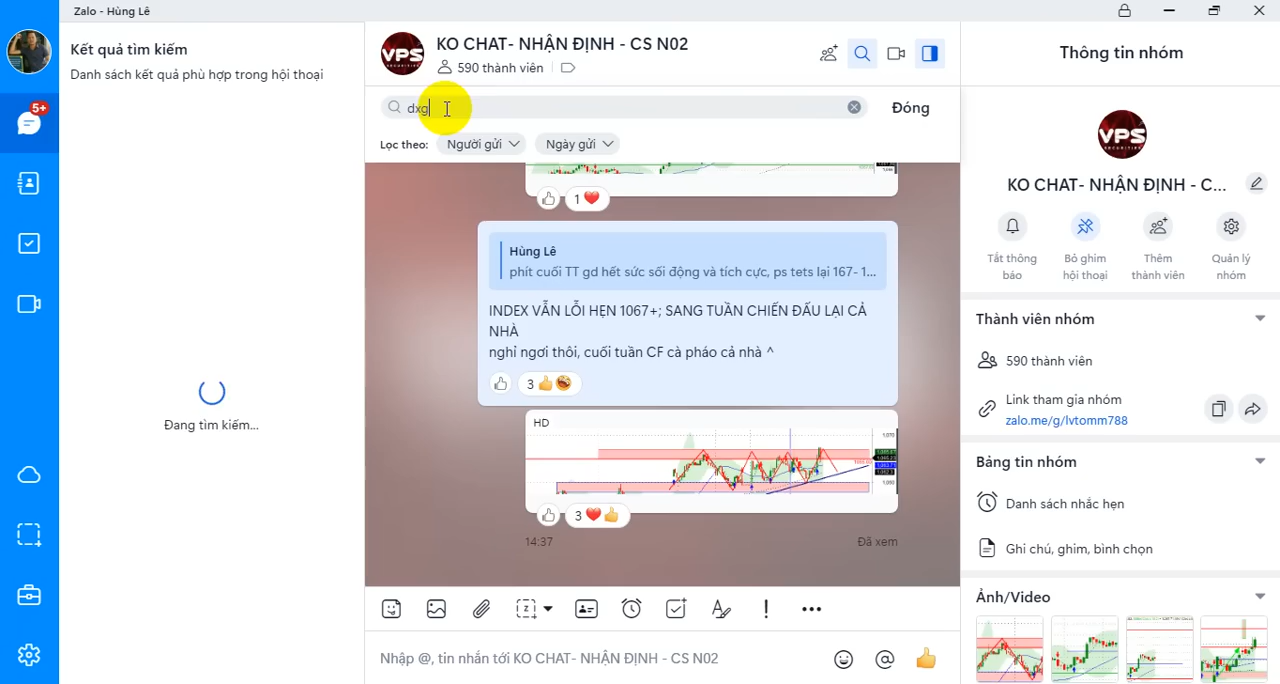 Zalo - Hùng Lê
5+
Kết quả tìm kiếm
Danh sách kết quả phù hợp trong hội thoại
Đang tìm kiếm...
VPS
KO CHAT- NHẬN ĐỊNH - CS N02
590 thành viên
dxg
Đóng
Lọc theo:
Người gửi
Ngày gửi
1
Hùng Lê
phít cuối TT gd hết sức sối động và tích cực, ps tets lại 167- 1...
INDEX VẪN LỖI HẸN 1067+; SANG TUẦN CHIẾN ĐẤU LẠI CẢ
NHÀ
nghỉ ngơi thôi, cuối tuần CF cà pháo cả nhà ^
3
HD
3
14:37
Đã xem
Nhập @, tin nhắn tới KO CHAT- NHẬN ĐỊNH - CS N02
Thông tin nhóm
VPS
SECURITIES
KO CHAT- NHẬN ĐỊNH - C...
Tắt thông
báo
Bỏ ghim
hội thoại
Thêm
thành viên
Quản lý
nhóm
Thành viên nhóm
590 thành viên
Link tham gia nhóm
zalo.me/g/lvtomm788
Bảng tin nhóm
Danh sách nhắc hẹn
Ghi chú, ghim, bình chọn
Ảnh/Video